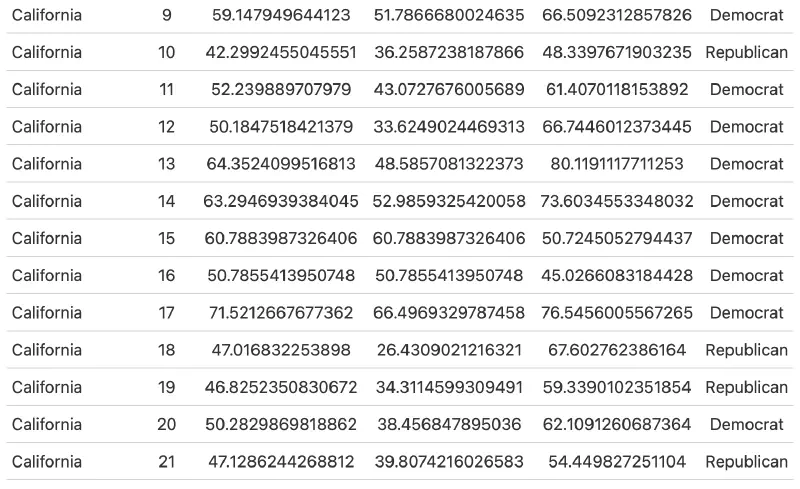 California 9 59.147949644123 51.7866680024635 66.5092312857826 Democrat
California 10 42.2992455045551 36.2587238187866 48.3397671903235 Republican
California 11 52.239889707979 43.0727676005689 61.4070118153892 Democrat
California 12 50.1847518421379 33.6249024469313 66.7446012373445 Democrat
California 13 64.3524099516813 48.5857081322373 80.1191117711253 Democrat
California 14 63.2946939384045 52.9859325420058 73.6034553348032 Democrat
California 15 60.7883987326406 60.7883987326406 50.7245052794437 Democrat
California 16 50.7855413950748 50.7855413950748 45.0266083184428 Democrat
California 17 71.5212667677362 66.4969329787458 76.5456005567265 Democrat
California 18 47.016832253898 26.4309021216321 67.602762386164 Republican
California 19 46.8252350830672 34.3114599309491 59.3390102351854 Republican
California 20 50.2829869818862 38.456847895036 62.1091260687364 Democrat
California 21 47.1286244268812 39.8074216026583 54.449827251104 Republican